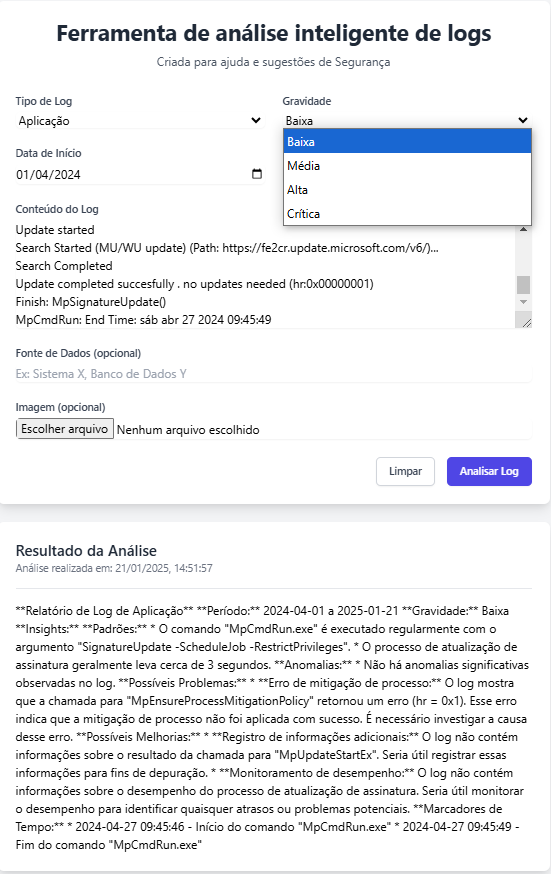 Ferramenta de análise inteligente de logs
Criada para ajuda e sugestões de Segurança
Tipo de Log
Gravidade
Aplicação
Baixa
Baixa
Média
Alta
Crítica
Data de Início
01/04/2024
Conteúdo do Log
Update started
Search Started (MU/WU update) (Path: https://fe2cr.update.microsoft.com/v6/)...
Search Completed
Update completed succesfully . no updates needed (hr:0x00000001)
Finish: MpSignatureUpdate()
MpCmdRun: End Time: sáb abr 27 2024 09:45:49
Fonte de Dados (opcional)
Ex: Sistema X, Banco de Dados Y
Imagem (opcional)
Escolher arquivo Nenhum arquivo escolhido
Limpar
Analisar Log
Resultado da Análise
Análise realizada em: 21/01/2025, 14:51:57
**Relatório de Log de Aplicação** **Período:** 2024-04-01 a 2025-01-21 **Gravidade:** Baixa
**Insights:** **Padrões:** * O comando "MpCmdRun.exe" é executado regularmente com o
argumento "SignatureUpdate -ScheduleJob -RestrictPrivileges". * O processo de atualização de
assinatura geralmente leva cerca de 3 segundos. **Anomalias:** * Não há anomalias significativas
observadas no log. **Possíveis Problemas:** * **Erro de mitigação de processo:** O log mostra
que a chamada para "MpEnsureProcessMitigationPolicy" retornou um erro (hr = 0x1). Esse erro
indica que a mitigação de processo não foi aplicada com sucesso. É necessário investigar a causa
desse erro. **Possíveis Melhorias:** * **Registro de informações adicionais:** O log não contém
informações sobre o resultado da chamada para "MpUpdateStartEx". Seria útil registrar essas
informações para fins de depuração. * **Monitoramento de desempenho:** O log não contém
informações sobre o desempenho do processo de atualização de assinatura. Seria útil monitorar
o desempenho para identificar quaisquer atrasos ou problemas potenciais. **Marcadores de
Tempo:** * 2024-04-27 09:45:46 - Início do comando "MpCmdRun.exe" * 2024-04-27 09:45:49 -
Fim do comando "MpCmdRun.exe"